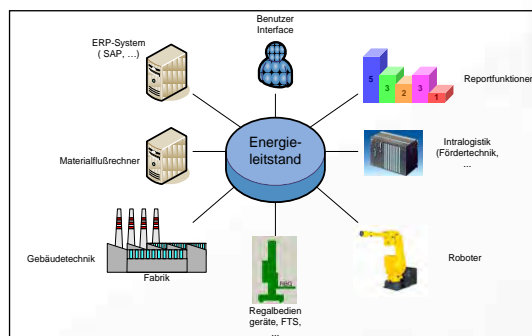 Benutzer
Interface
ERP-System
( SAP, …)
5
3
2
3
1
Reportfunktionen
Energie-
leitstand
Materialflußrechner
Intralogistik
(Fördertechnik,
...
Gebäudetechnik
Fabrik
Regalbedien
geräte, FTS,
...
Roboter